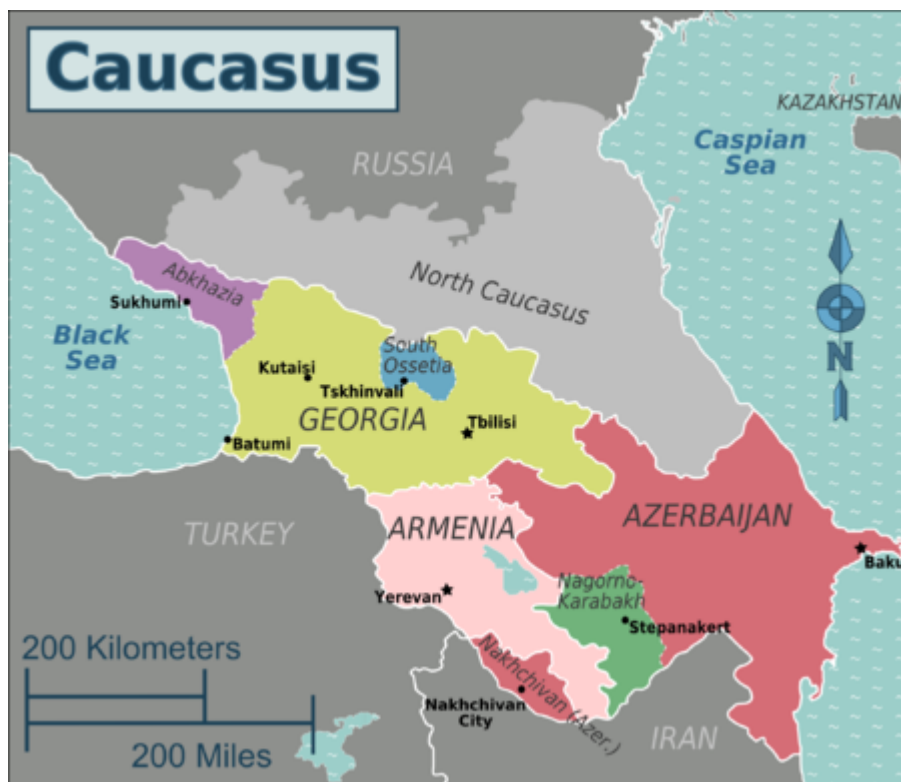 Caucasus
KAZAKHSTAN
Caspian
Sea
RUSSIA
North Caucasus
Abkhazia
Sukhumi
Black
Sea
N
South
Ossetia
Kutaisi
Tskhinvali
GEORGIA
Tbilisi
Batumi
TURKEY
ARMENIA
AZERBAIJAN
Baku
Nagorno-
Karabakh
Yerevan
Stepanakert
Nakhchivan (Azer.)
Nakhchivan
City
IRAN
200 Kilometers
200 Miles